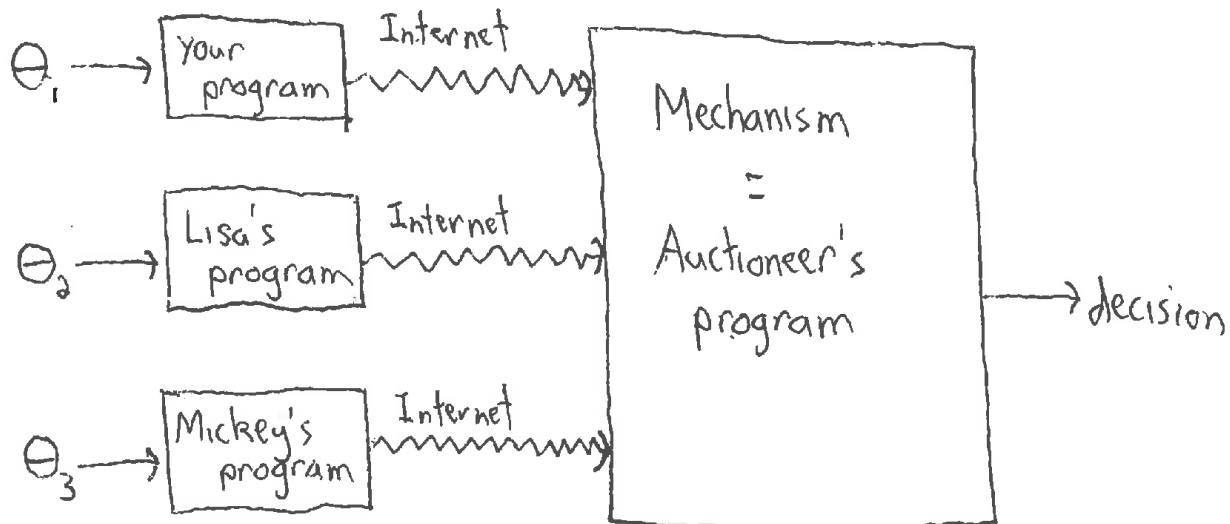 Internet
θ₁
Your
program
Mechanism
=
Auctioneer's
program
Internet
θ₂
Lisa's
program
decision
Internet
θ₃
Mickey's
program